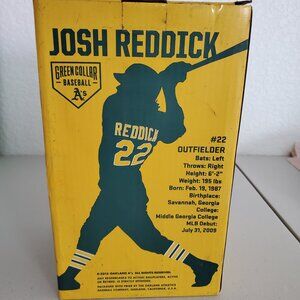 JOSH REDDICK
GREEN COLLAR
BASEBALL
A's
REDDICK
22
#22
OUTFIELDER
Bats: Left
Throws: Right
Height: 6'-2"
Weight: 195 lbs
Born: Feb. 19, 1987
Birthplace:
Savannah, Georgia
College:
Middle Georgia College
MLB Debut:
July 31, 2009